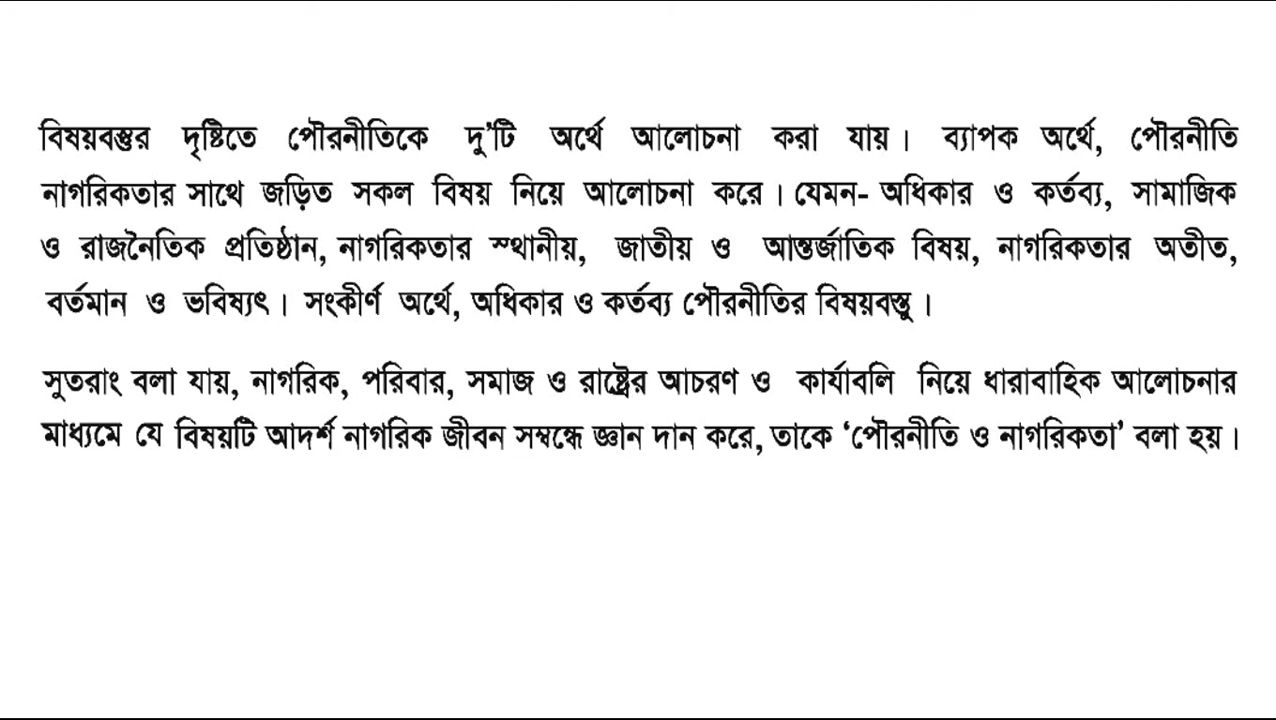 বিষয়বস্তুর দৃষ্টিতে পৌরনীতিকে দু'টি অর্থে আলোচনা করা যায়। ব্যাপক অর্থে, পৌরনীতি
নাগরিকতার সাথে জড়িত সকল বিষয় নিয়ে আলোচনা করে। যেমন- অধিকার ও কর্তব্য, সামাজিক
ও রাজনৈতিক প্রতিষ্ঠান, নাগরিকতার স্থানীয়, জাতীয় ও আন্তর্জাতিক বিষয়, নাগরিকতার অতীত,
বর্তমান ও ভবিষ্যৎ। সংকীর্ণ অর্থে, অধিকার ও কর্তব্য পৌরনীতির বিষয়বস্তু।
সুতরাং বলা যায়, নাগরিক, পরিবার, সমাজ ও রাষ্ট্রের আচরণ ও কার্যাবলি নিয়ে ধারাবাহিক আলোচনার
মাধ্যমে যে বিষয়টি আদর্শ নাগরিক জীবন সম্বন্ধে জ্ঞান দান করে, তাকে ‘পৌরনীতি ও নাগরিকতা’ বলা হয়।